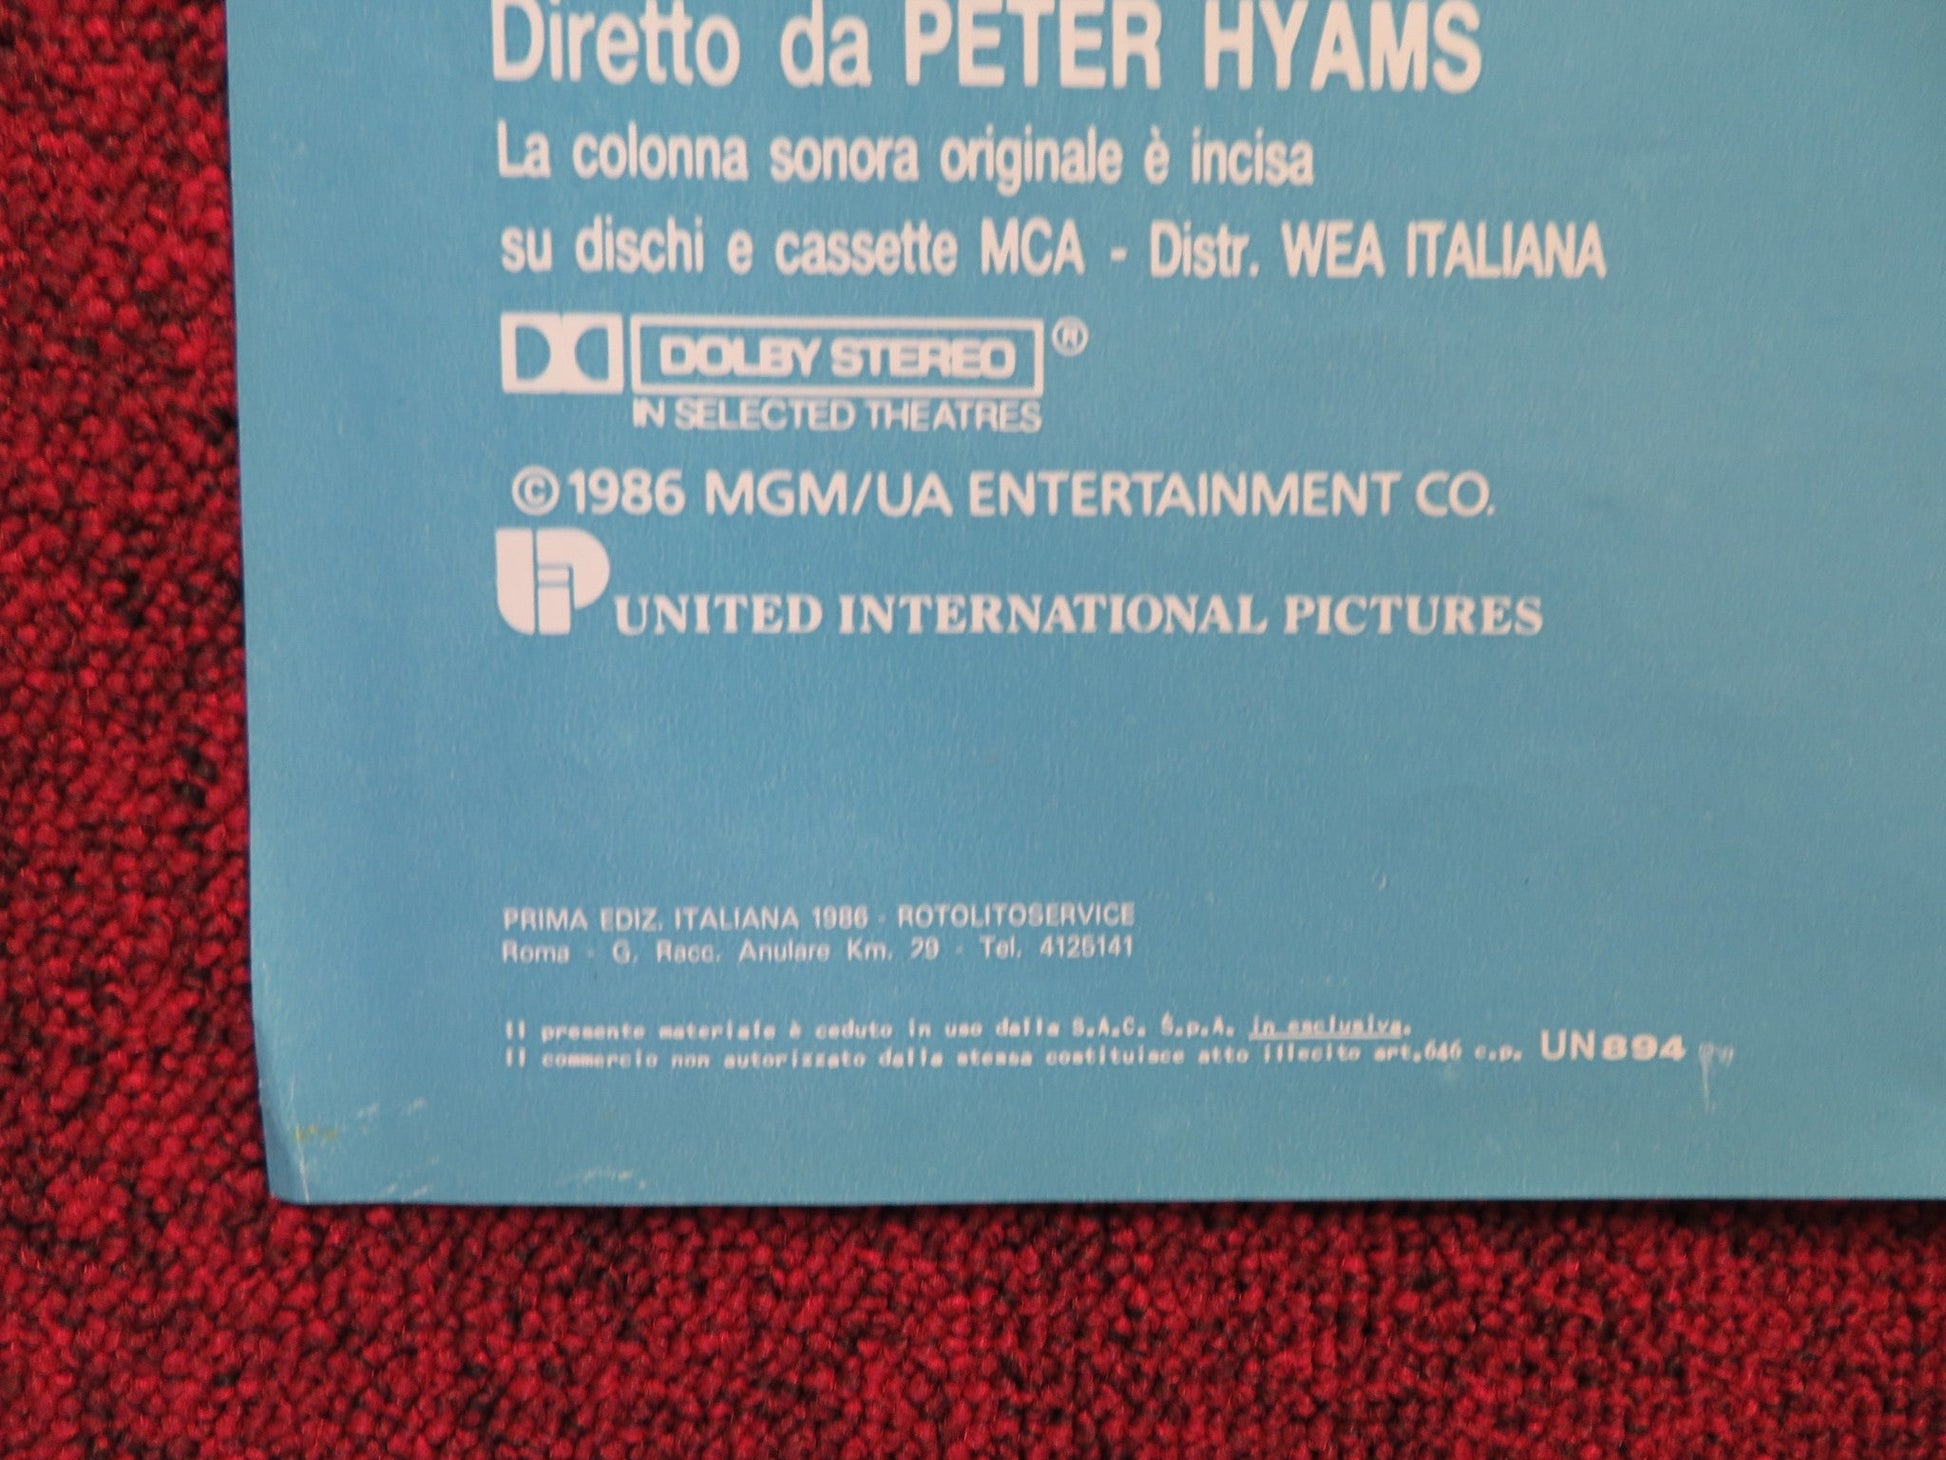 Diretto da PETER HYAMS
La colonna sonora originale è incisa
su dischi e cassette MCA - Distr. WEA ITALIANA
DOLBY STEREO ®
IN SELECTED THEATRES
©1986 MGM/UA ENTERTAINMENT CO.
UIP UNITED INTERNATIONAL PICTURES
PRIMA EDIZ. ITALIANA 1986 - ROTOLITOSERVICE
Roma - G. Racc. Anulare Km. 29 - Tel. 4125141
Il presente materiale è ceduto in uso dalla S.A.C. S.p.A. in esclusiva.
Il commercio non autorizzato dalla stessa costituisce atto illecito art.646 c.p. UN894